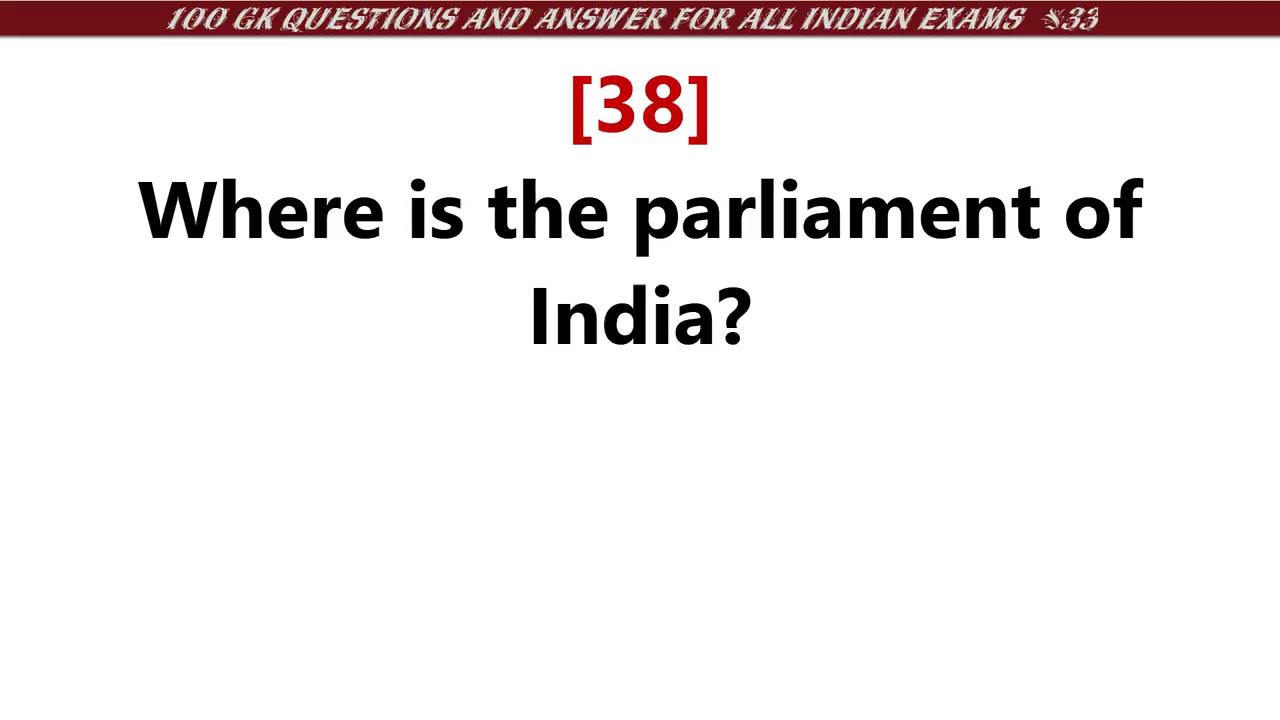 100 GK QUESTIONS AND ANSWER FOR ALL INDIAN EXAMS
[38]
Where is the parliament of
India?